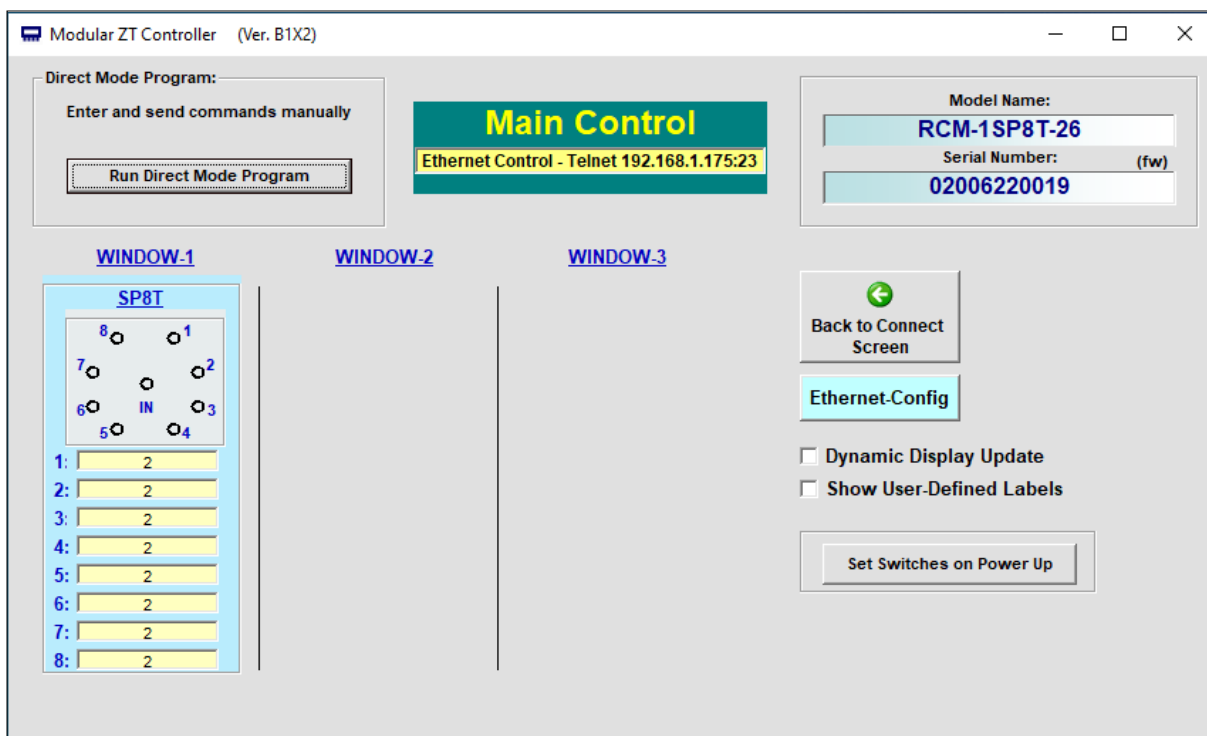 Modular ZT Controller (Ver. B1X2)
Direct Mode Program:
Enter and send commands manually
Run Direct Mode Program
Main Control
Ethernet Control - Telnet 192.168.1.175:23
Model Name:
RCM-1SP8T-26
Serial Number: (fw)
02006220019
WINDOW-1 WINDOW-2 WINDOW-3
SP8T
8 1
7 2
6 IN 3
5 4
1: 2
2: 2
3: 2
4: 2
5: 2
6: 2
7: 2
8: 2
Back to Connect
Screen
Ethernet-Config
Dynamic Display Update
Show User-Defined Labels
Set Switches on Power Up